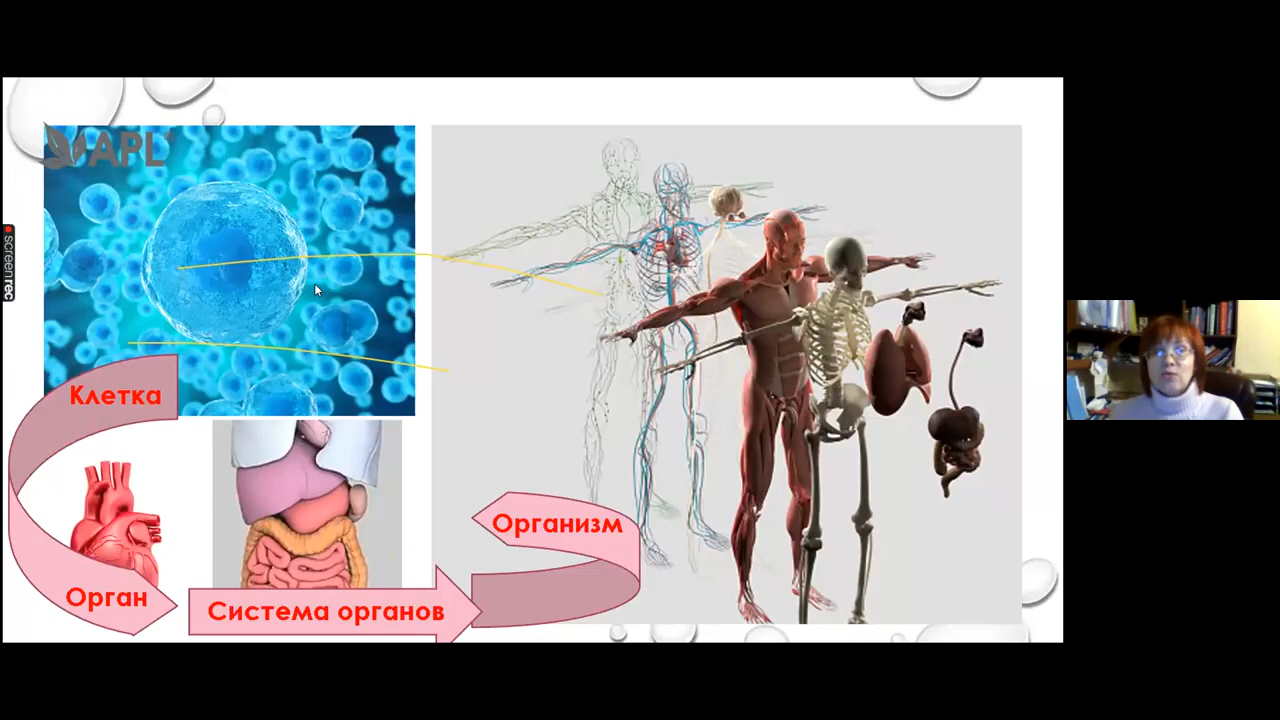 APL
SCREENrec
Клетка
Организм
Орган
Система органов